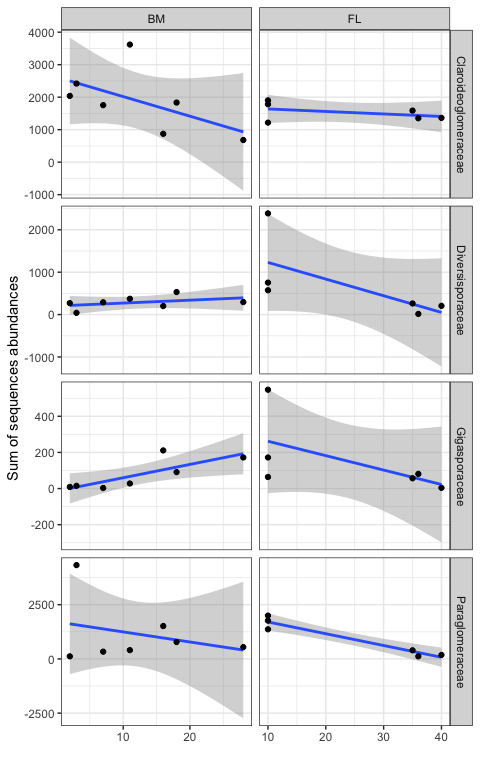 BM FL
4000
3000
2000
1000
0
-1000
Claroideoglomeraceae
2000
1000
0
-1000
Diversisporaceae
Sum of sequences abundances
400
200
0
-200
Gigasporaceae
2500
0
-2500
Paraglomeraceae
10 20 10 20 30 40